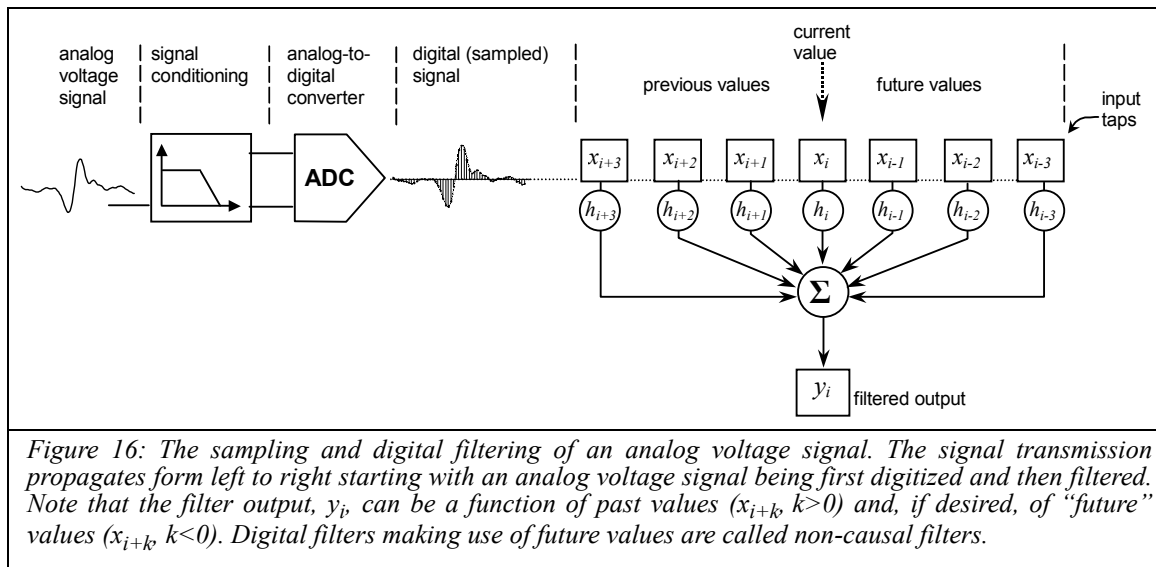 analog voltage signal
signal conditioning
analog-to-digital converter
digital (sampled) signal
previous values
current value
future values
input taps
ADC
x_{i+3} x_{i+2} x_{i+1} x_i x_{i-1} x_{i-2} x_{i-3}
h_{i+3} h_{i+2} h_{i+1} h_i h_{i-1} h_{i-2} h_{i-3}
Σ
y_i filtered output
Figure 16: The sampling and digital filtering of an analog voltage signal. The signal transmission
propagates form left to right starting with an analog voltage signal being first digitized and then filtered.
Note that the filter output, y_i, can be a function of past values (x_{i+k}, k>0) and, if desired, of “future”
values (x_{i+k}, k<0). Digital filters making use of future values are called non-causal filters.